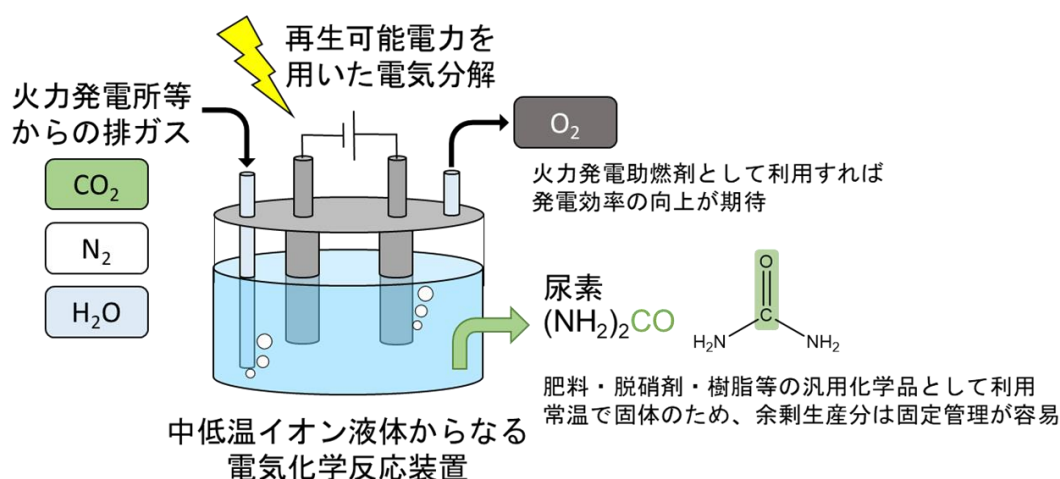 再生可能電力を
用いた電気分解
火力発電所等
からの排ガス
CO₂
N₂
H₂O
O₂
火力発電助燃剤として利用すれば
発電効率の向上が期待
尿素
(NH₂)₂CO
O
C
H₂N
NH₂
肥料・脱硝剤・樹脂等の汎用化学品として利用
常温で固体のため、余剰生産分は固定管理が容易
中低温イオン液体からなる
電気化学反応装置